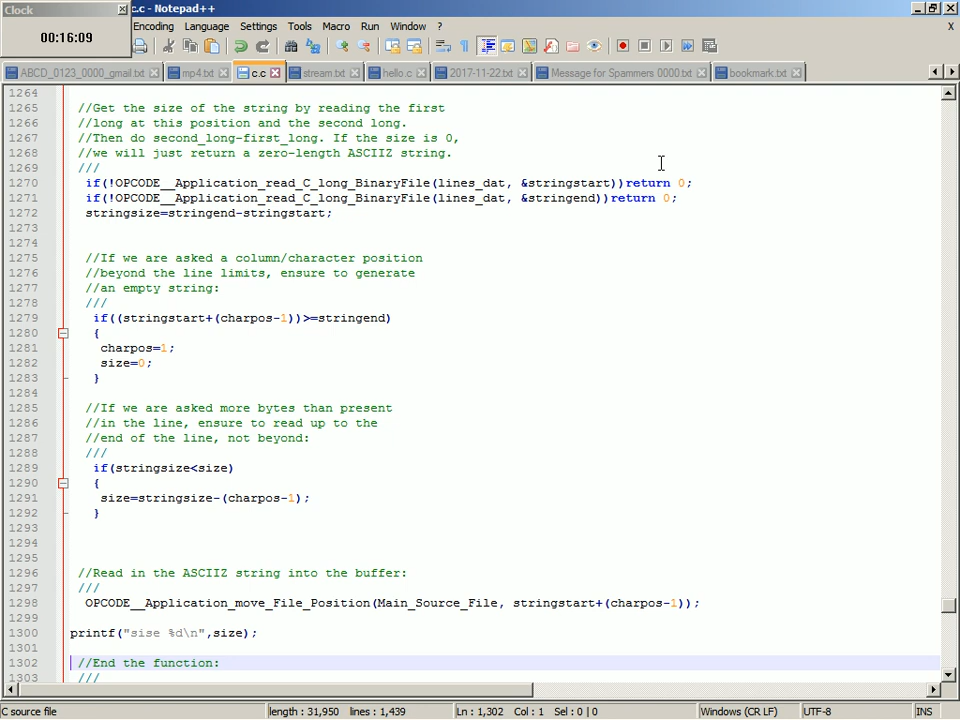 Clock
c.c - Notepad++
00:16:09
Encoding Language Settings Tools Macro Run Window ? X
ABCD_0123_0000_gmail.txt mp4.txt c.c stream.txt hello.c 2017-11-22.txt Message for Spammers 0000.txt bookmark.txt
1264
1265 //Get the size of the string by reading the first
1266 //long at this position and the second long.
1267 //Then do second_long-first_long. If the size is 0,
1268 //we will just return a zero-length ASCIIZ string.
1269 ///
1270 if(!OPCODE__Application_read_C_long_BinaryFile(lines_dat, &stringstart))return 0;
1271 if(!OPCODE__Application_read_C_long_BinaryFile(lines_dat, &stringend))return 0;
1272 stringsize=stringend-stringstart;
1273
1274
1275 //If we are asked a column/character position
1276 //beyond the line limits, ensure to generate
1277 //an empty string:
1278 ///
1279 if((stringstart+(charpos-1))>=stringend)
1280 {
1281 charpos=1;
1282 size=0;
1283 }
1284
1285 //If we are asked more bytes than present
1286 //in the line, ensure to read up to the
1287 //end of the line, not beyond:
1288 ///
1289 if(stringsize<size)
1290 {
1291 size=stringsize-(charpos-1);
1292 }
1293
1294
1295
1296 //Read in the ASCIIZ string into the buffer:
1297 ///
1298 OPCODE__Application_move_File_Position(Main_Source_File, stringstart+(charpos-1));
1299
1300 printf("sise %d\n",size);
1301
1302 //End the function:
1303 ///
C source file length : 31,950 lines : 1,439 Ln : 1,302 Col : 1 Sel : 0 | 0 Windows (CR LF) UTF-8 INS